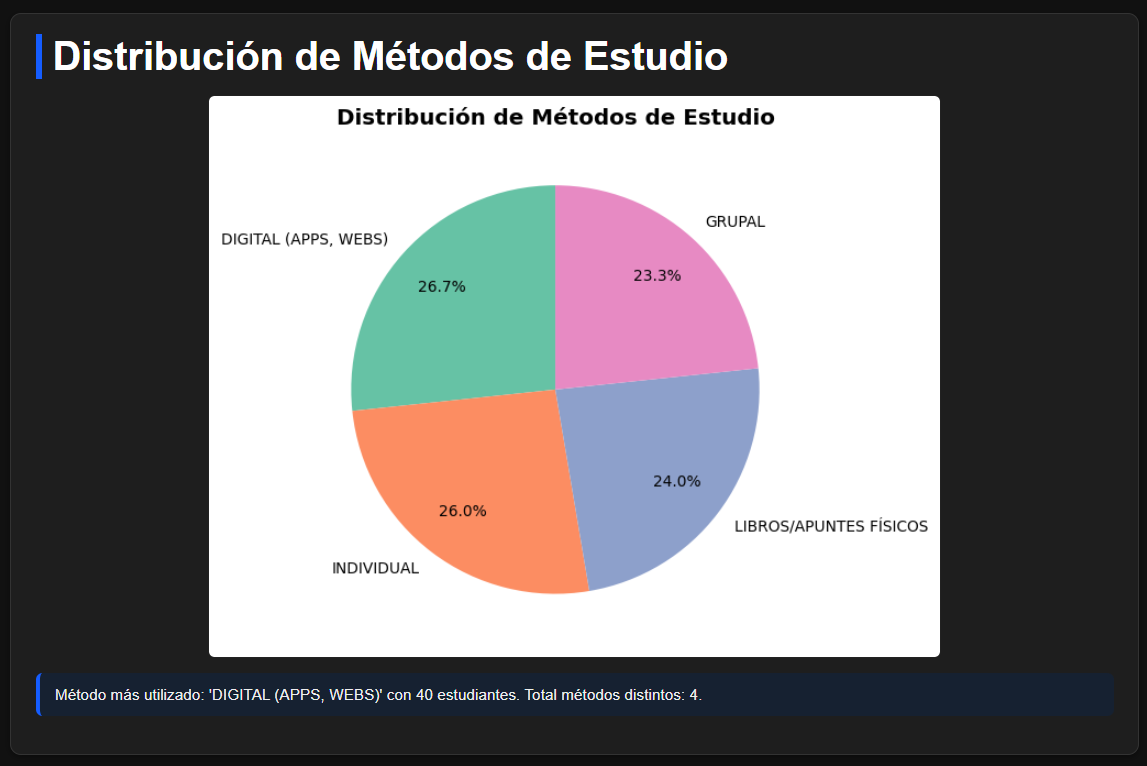 Distribución de Métodos de Estudio
Distribución de Métodos de Estudio
GRUPAL
DIGITAL (APPS, WEBS)
23.3%
26.7%
24.0%
26.0%
LIBROS/APUNTES FÍSICOS
INDIVIDUAL
Método más utilizado: 'DIGITAL (APPS, WEBS)' con 40 estudiantes. Total métodos distintos: 4.